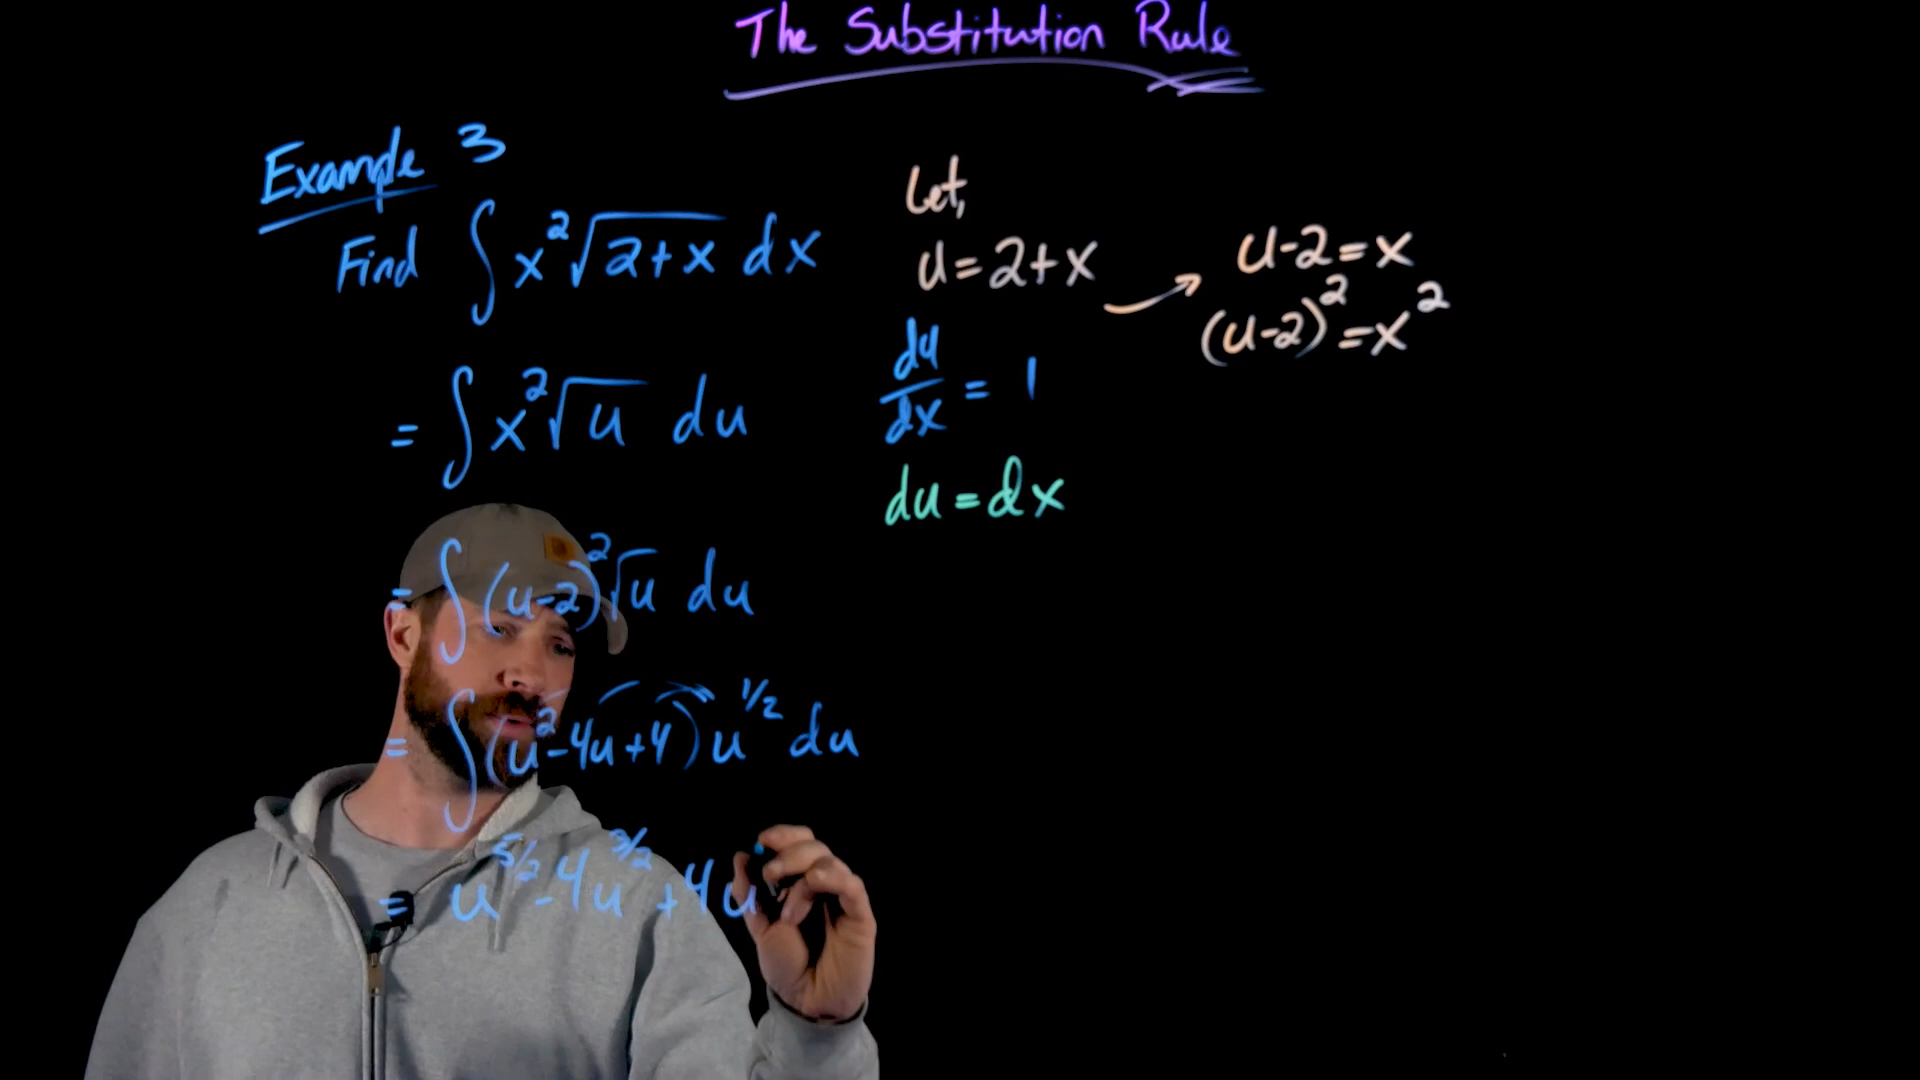 The Substitution Rule
Example 3
Find ∫ x² √(2+x) dx
= ∫ x² √u du
= ∫ (u-2)² √u du
= ∫ (u²-4u+4) u^1/2 du
= u^5/2 - 4u^3/2 + 4u
Let,
u = 2+x
du/dx = 1
du = dx
u-2 = x
(u-2)² = x²